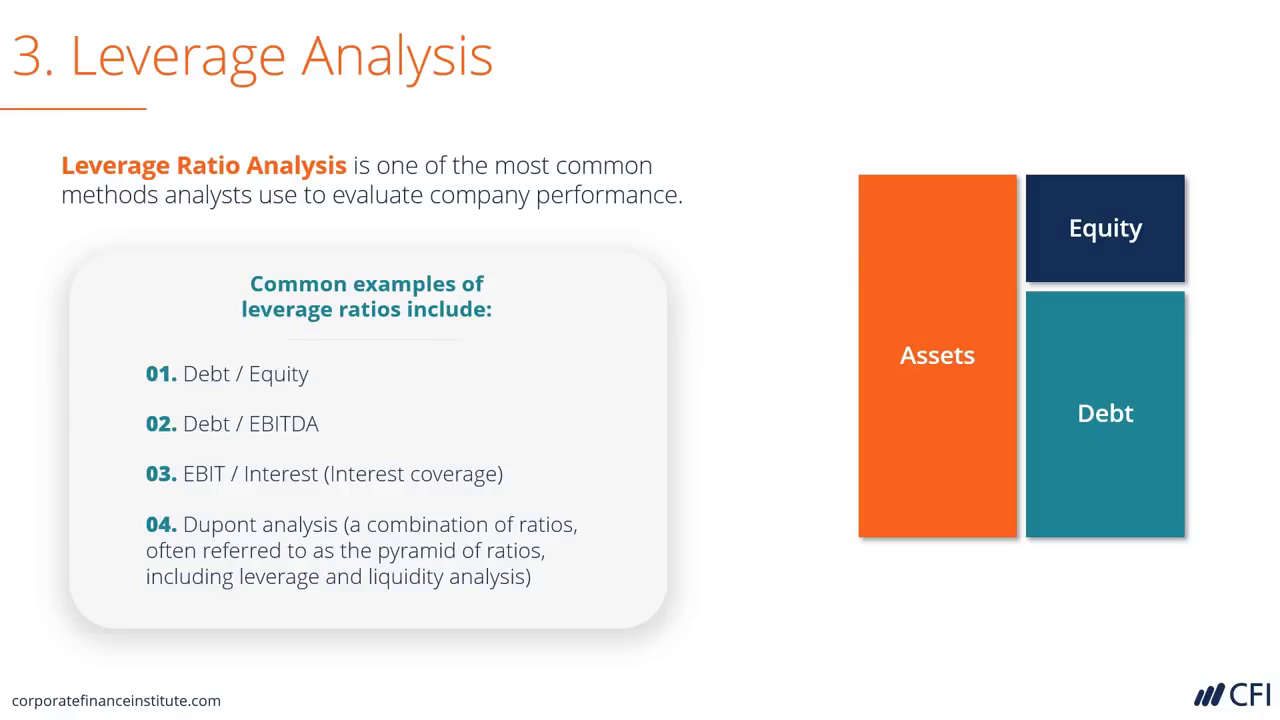 3. Leverage Analysis
Leverage Ratio Analysis is one of the most common
methods analysts use to evaluate company performance.
Common examples of
leverage ratios include:
01. Debt / Equity
02. Debt / EBITDA
03. EBIT / Interest (Interest coverage)
04. Dupont analysis (a combination of ratios,
often referred to as the pyramid of ratios,
including leverage and liquidity analysis)
Assets
Equity
Debt
corporatefinanceinstitute.com
CFI